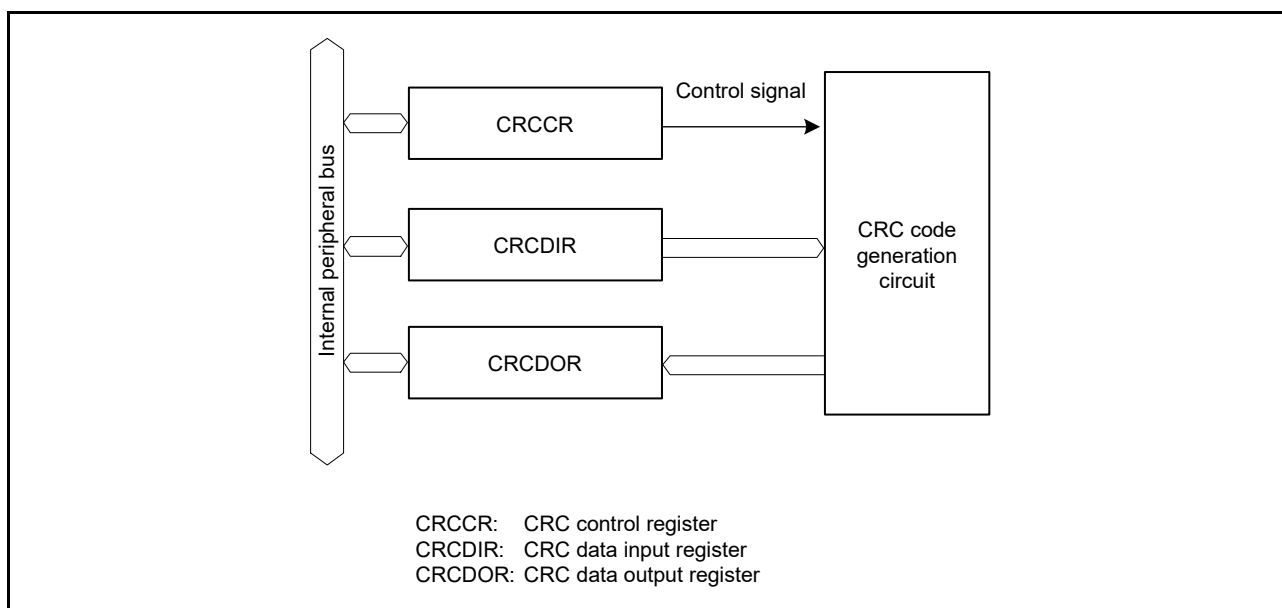 Control signal
CRCCR
Internal peripheral bus
CRCDIR
CRC code
generation
circuit
CRCDOR
CRCCR: CRC control register
CRCDIR: CRC data input register
CRCDOR: CRC data output register